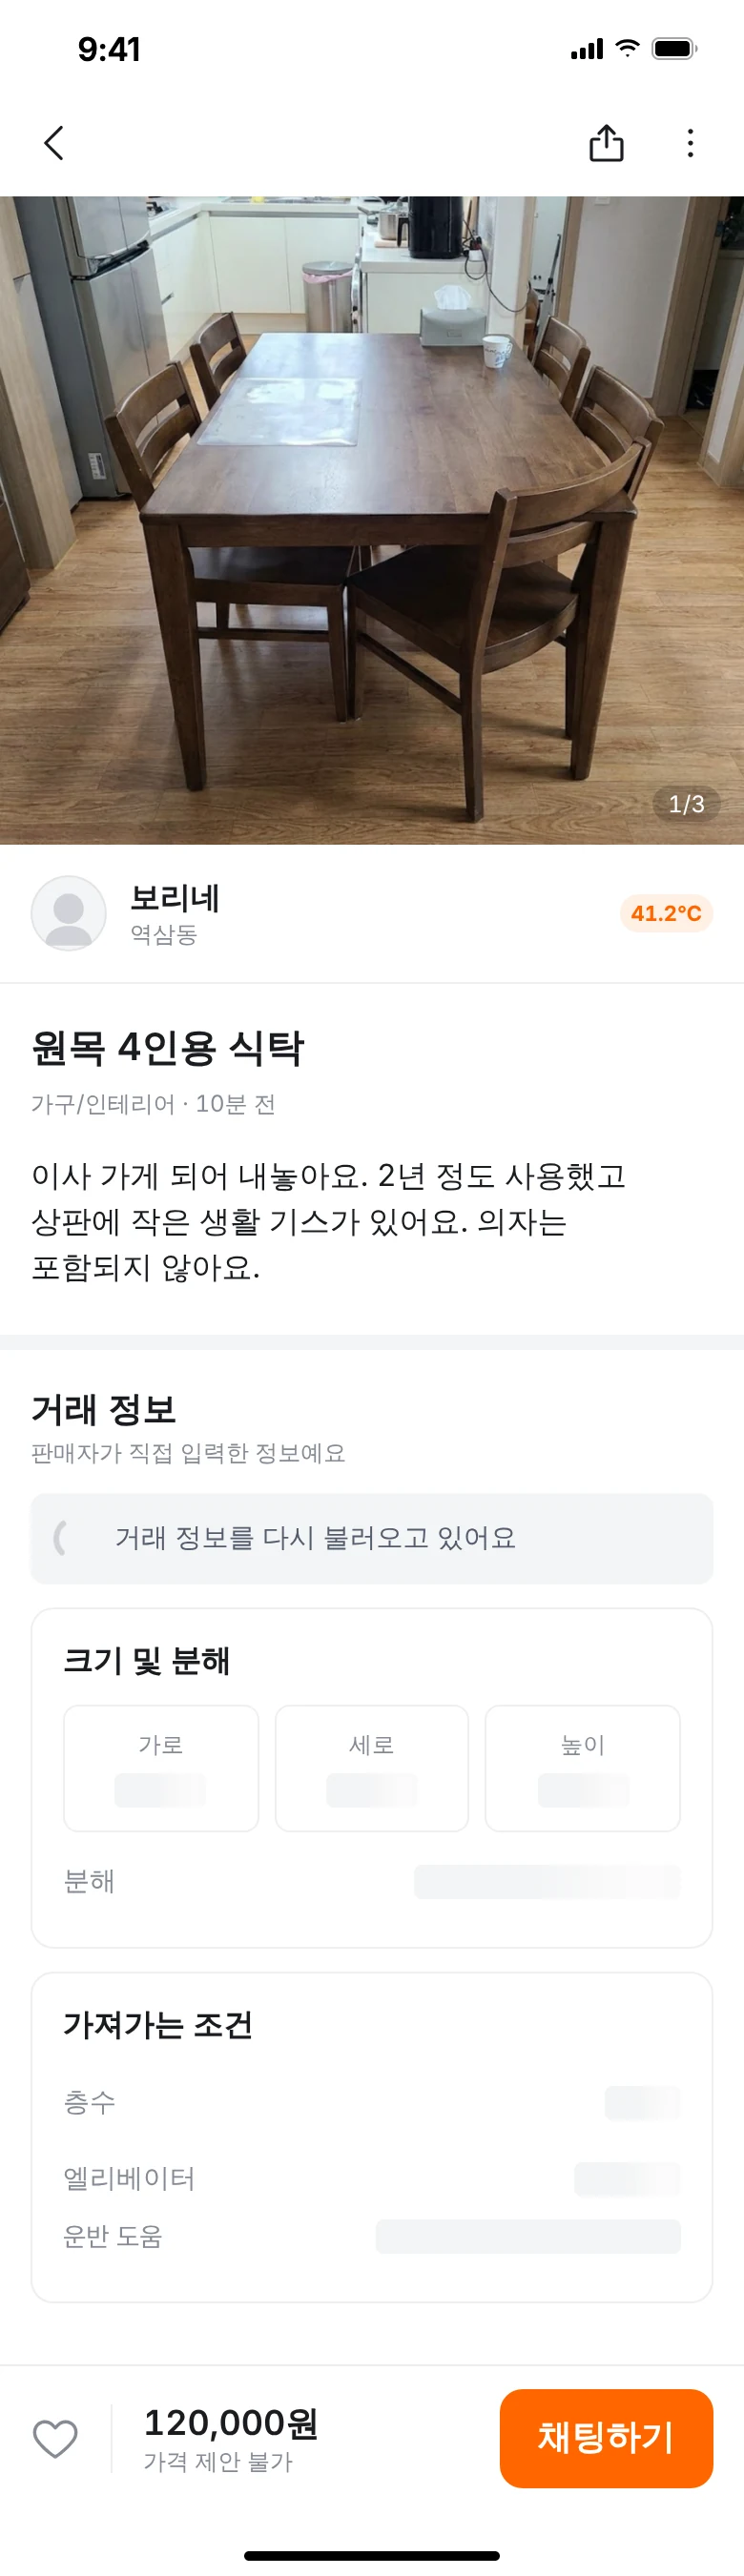 9:41
1/3
보리네
역삼동
41.2°C
원목 4인용 식탁
가구/인테리어 · 10분 전
이사 가게 되어 내놓아요. 2년 정도 사용했고
상판에 작은 생활 기스가 있어요. 의자는
포함되지 않아요.
거래 정보
판매자가 직접 입력한 정보예요
거래 정보를 다시 불러오고 있어요
크기 및 분해
가로
세로
높이
분해
가져가는 조건
층수
엘리베이터
운반 도움
120,000원
가격 제안 불가
채팅하기